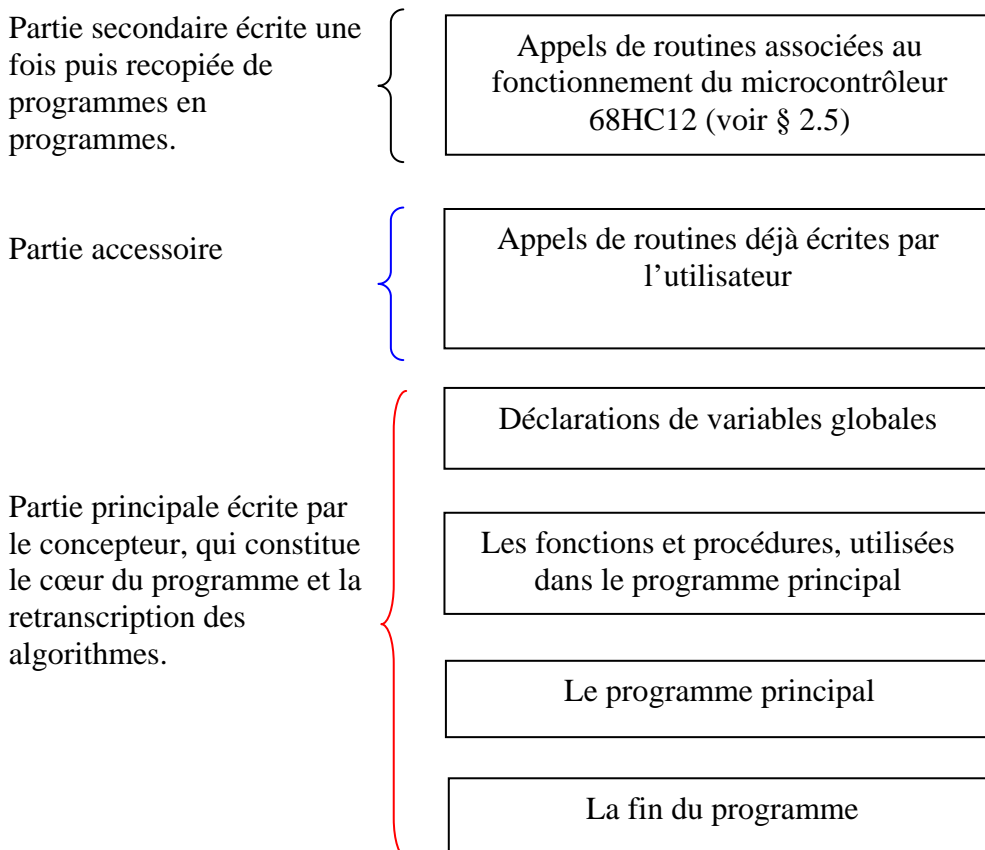 Partie secondaire écrite une
fois puis recopiée de
programmes en
programmes.
Appels de routines associées au
fonctionnement du microcontrôleur
68HC12 (voir § 2.5)
Partie accessoire
Appels de routines déjà écrites par
l’utilisateur
Déclarations de variables globales
Partie principale écrite par
le concepteur, qui constitue
le cœur du programme et la
retranscription des
algorithmes.
Les fonctions et procédures, utilisées
dans le programme principal
Le programme principal
La fin du programme